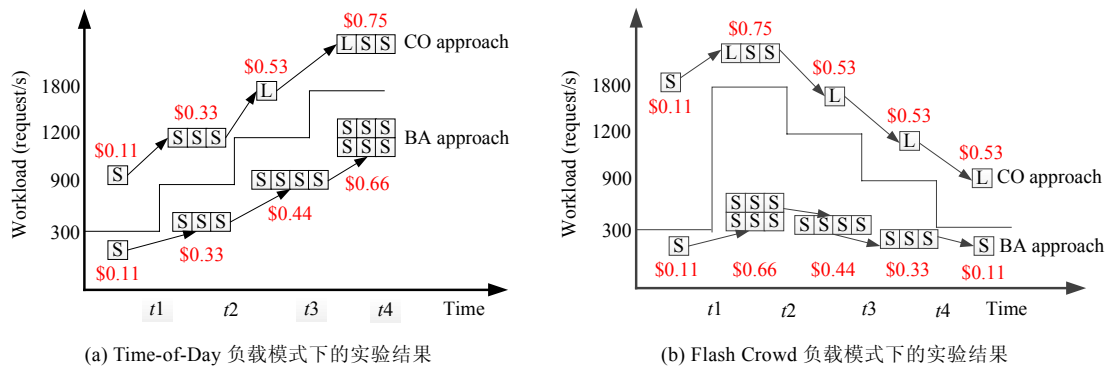 $0.75
L S S CO approach
$0.53
1800
L
$0.33
1200
S S S
S S S
BA approach
S S S
$0.11
900
S
S S S S
$0.66
$0.44
300
S S S
S
$0.33
$0.11
Workload (request/s)
t1 t2 t3 t4 Time
(a) Time-of-Day 负载模式下的实验结果
$0.75
L S S
S
$0.53
1800
$0.11
L
$0.53
1200
L
$0.53
900
L CO approach
S S S
S S S
300
S S S S
S S S
S
S BA approach
$0.11 $0.66 $0.44 $0.33 $0.11
Workload (request/s)
t1 t2 t3 t4 Time
(b) Flash Crowd 负载模式下的实验结果